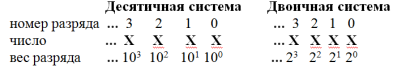 Десятичная система Двоичная система
номер разряда ... 3 2 1 0 ... 3 2 1 0
число ... X X X X ... X X X X
вес разряда ... 10³ 10² 10¹ 10⁰ ... 2³ 2² 2¹ 2⁰